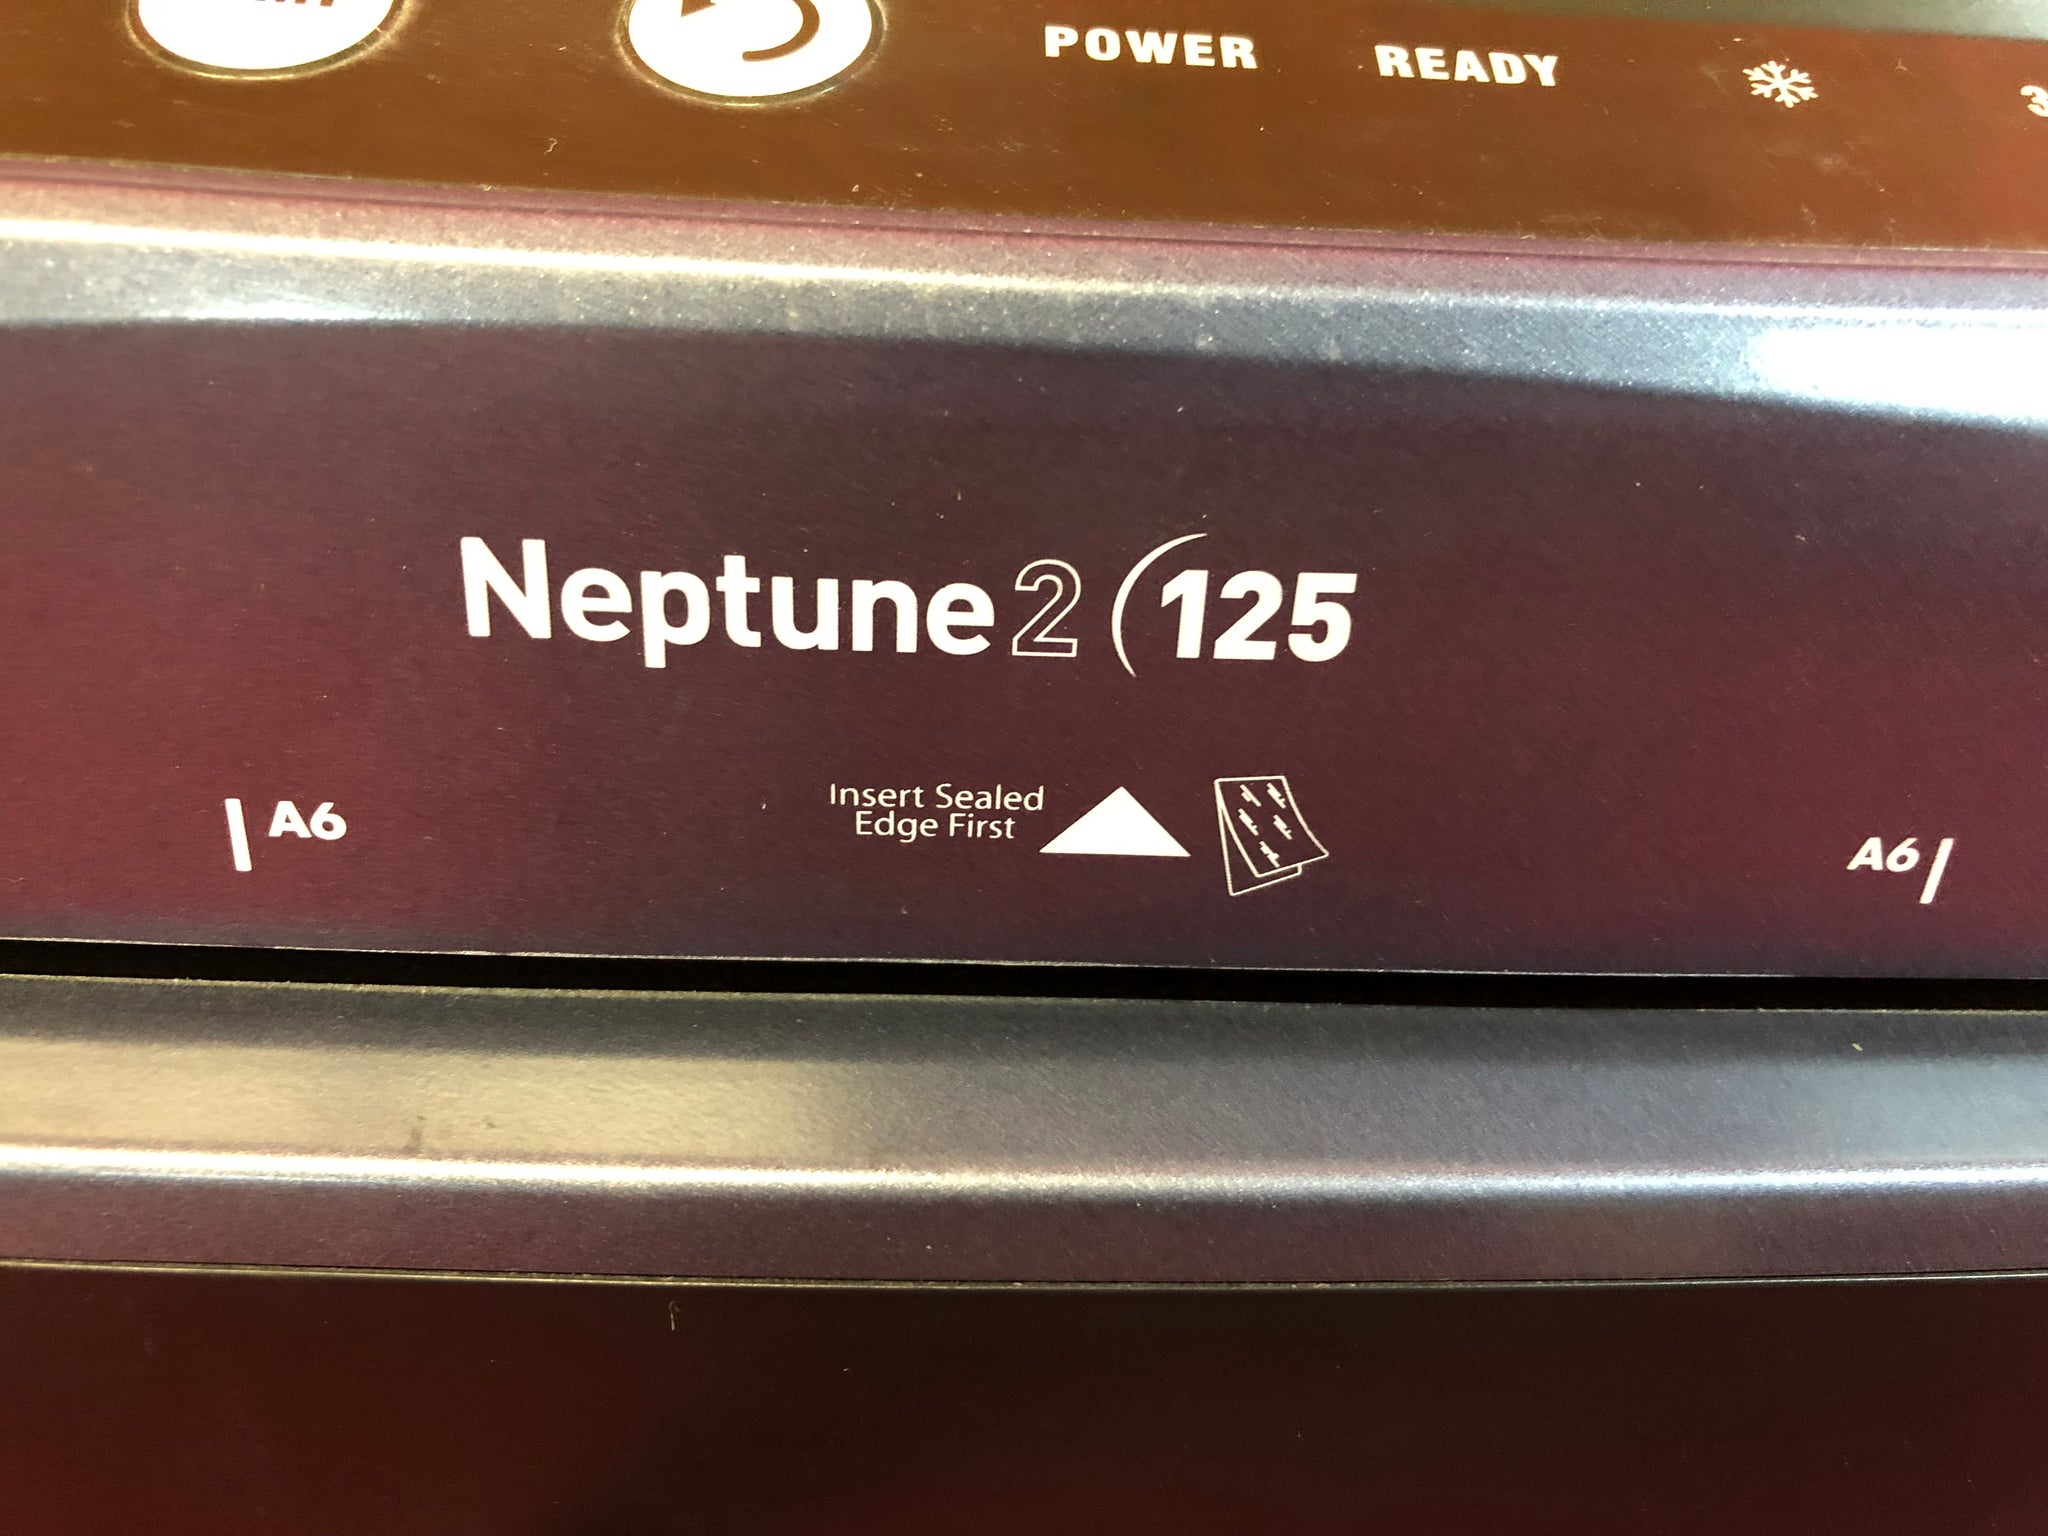 POWER READY
Neptune 2 125
Insert Sealed
Edge First
A6
A6